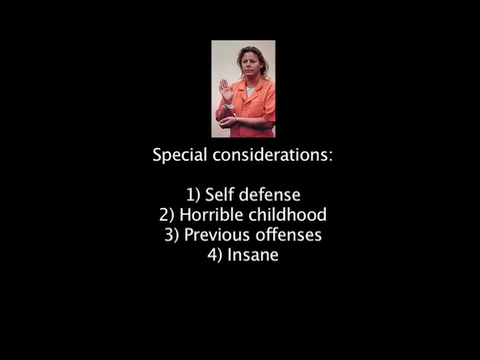 Special considerations:
1) Self defense
2) Horrible childhood
3) Previous offenses
4) Insane